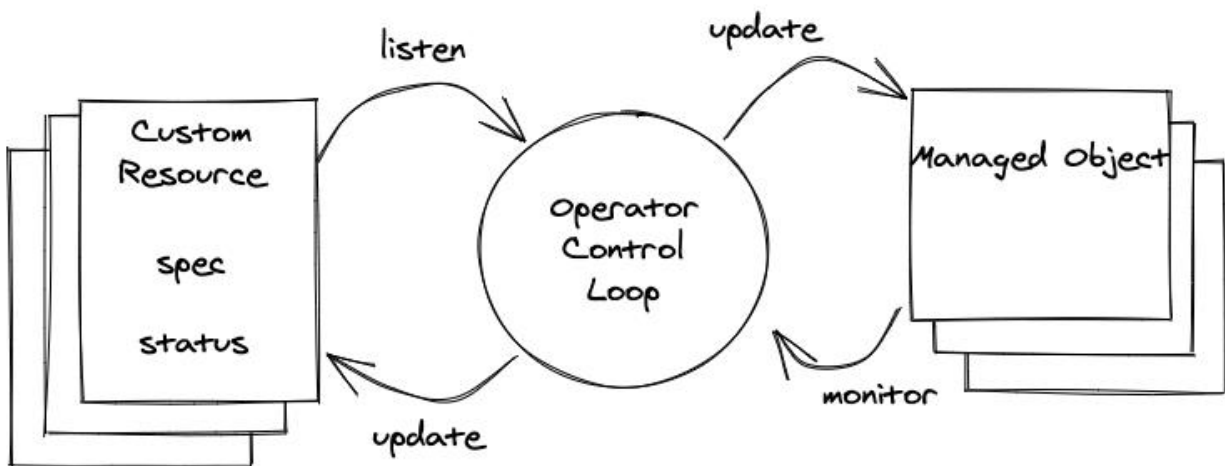 listen
update
Custom
Resource
spec
status
Operator
Control
Loop
Managed Object
update
monitor